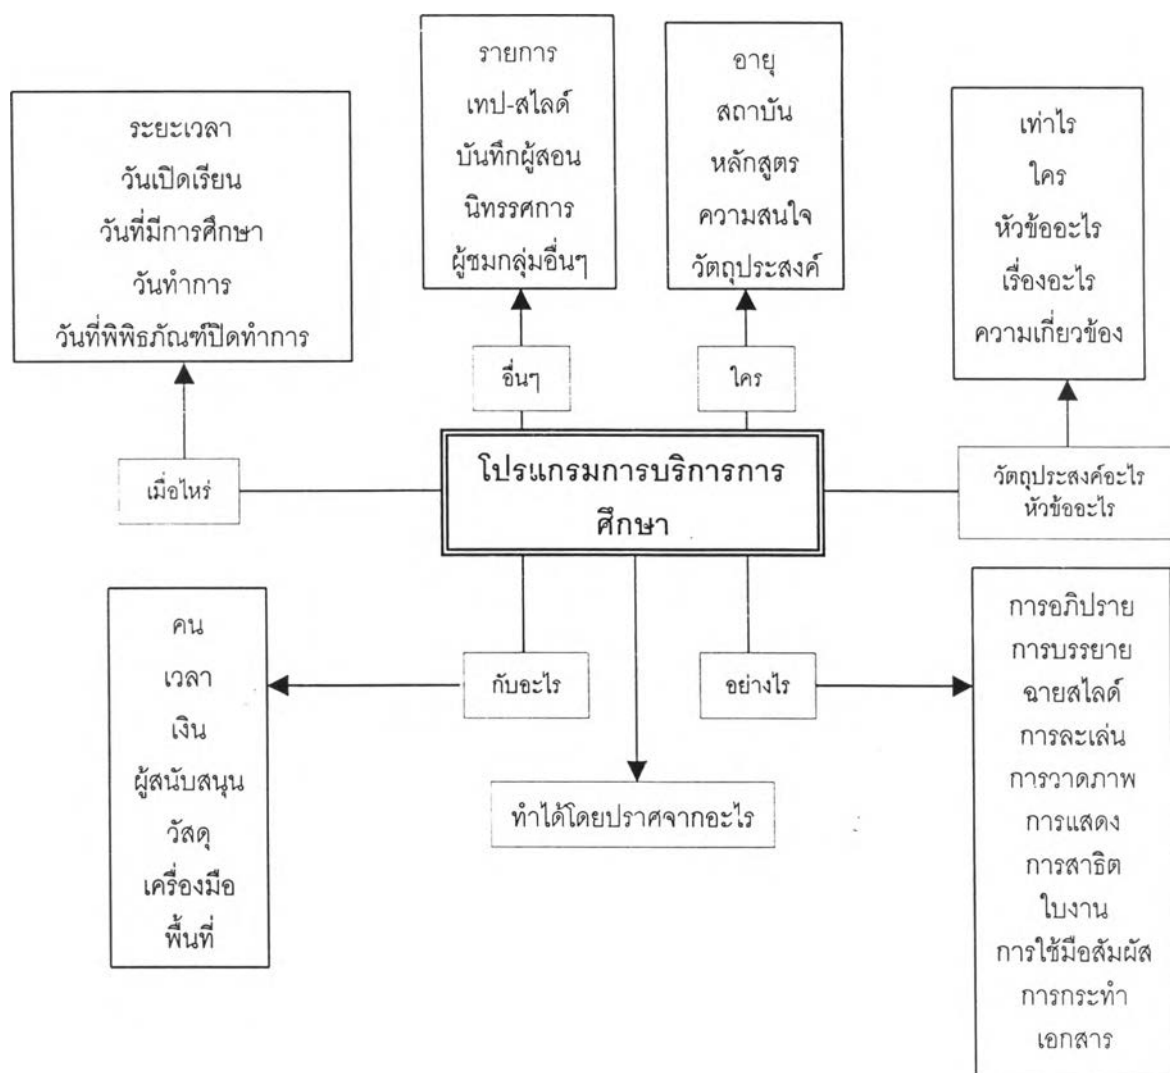 ระยะเวลา
วันเปิดเรียน
วันที่มีการศึกษา
วันทำการ
วันที่พิพิธภัณฑ์ปิดทำการ
รายการ
เทป-สไลด์
บันทึกผู้สอน
นิทรรศการ
ผู้ชมกลุ่มอื่นๆ
อายุ
สถาบัน
หลักสูตร
ความสนใจ
วัตถุประสงค์
เท่าไร
ใคร
หัวข้ออะไร
เรื่องอะไร
ความเกี่ยวข้อง
อื่นๆ
ใคร
เมื่อไหร่
โปรแกรมการบริการการ
ศึกษา
วัตถุประสงค์อะไร
หัวข้ออะไร
คน
เวลา
เงิน
ผู้สนับสนุน
วัสดุ
เครื่องมือ
พื้นที่
กับอะไร
อย่างไร
ทำได้โดยปราศจากอะไร
การอภิปราย
การบรรยาย
ฉายสไลด์
การละเล่น
การวาดภาพ
การแสดง
การสาธิต
ใบงาน
การใช้มือสัมผัส
การกระทำ
เอกสาร